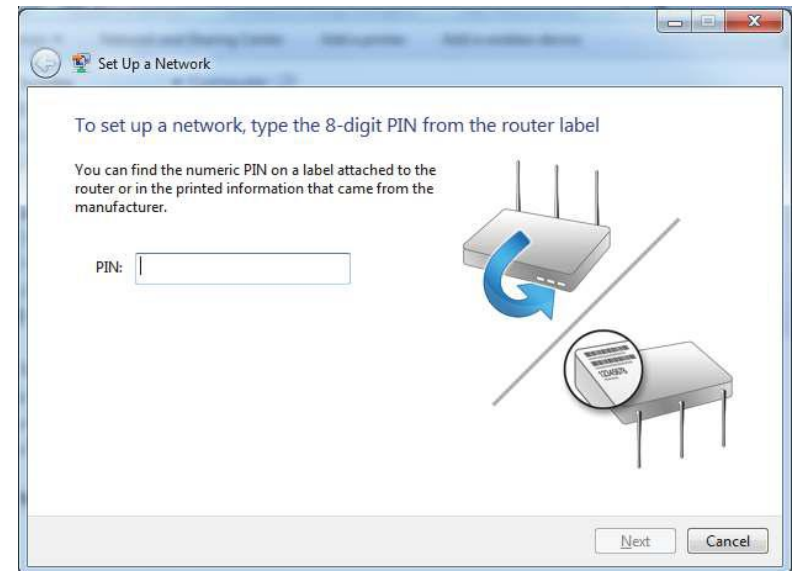 Set Up a Network
To set up a network, type the 8-digit PIN from the router label
You can find the numeric PIN on a label attached to the
router or in the printed information that came from the
manufacturer.
PIN:
12345678
Next
Cancel